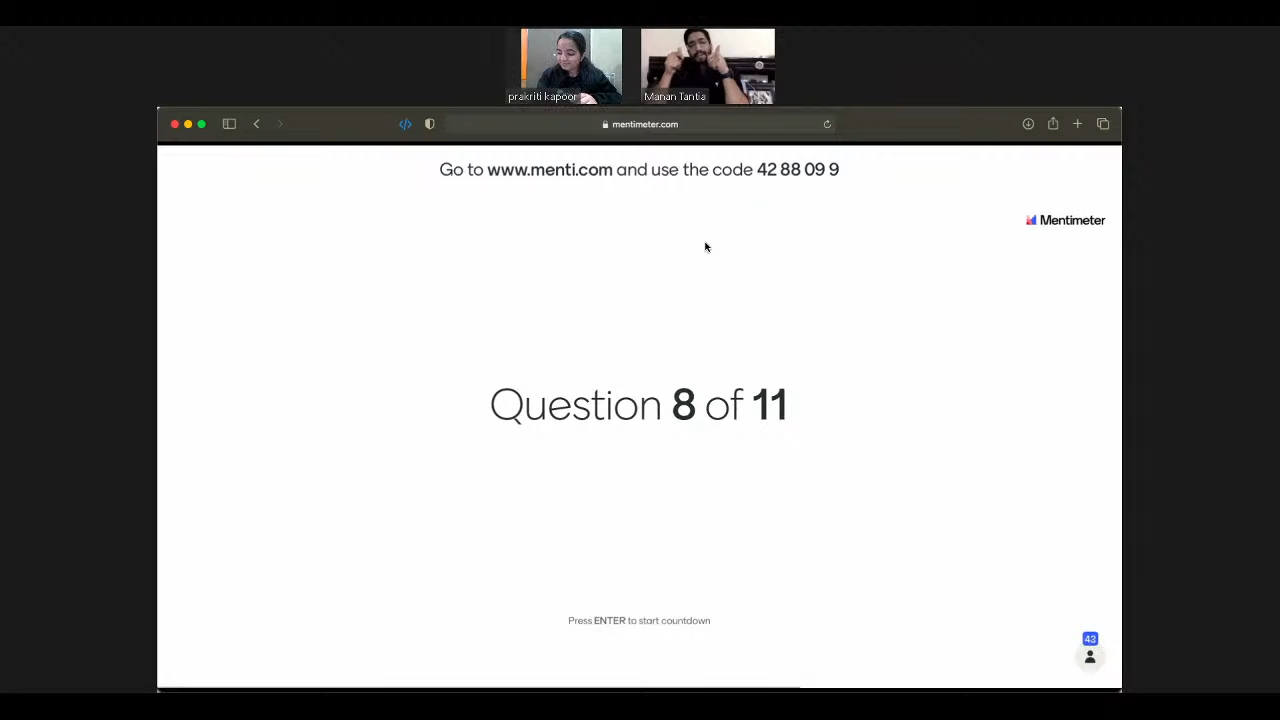 prakriti kapoor
Manan Tantia
mentimeter.com
Go to www.menti.com and use the code 42 88 09 9
Mentimeter
Question 8 of 11
Press ENTER to start countdown
43